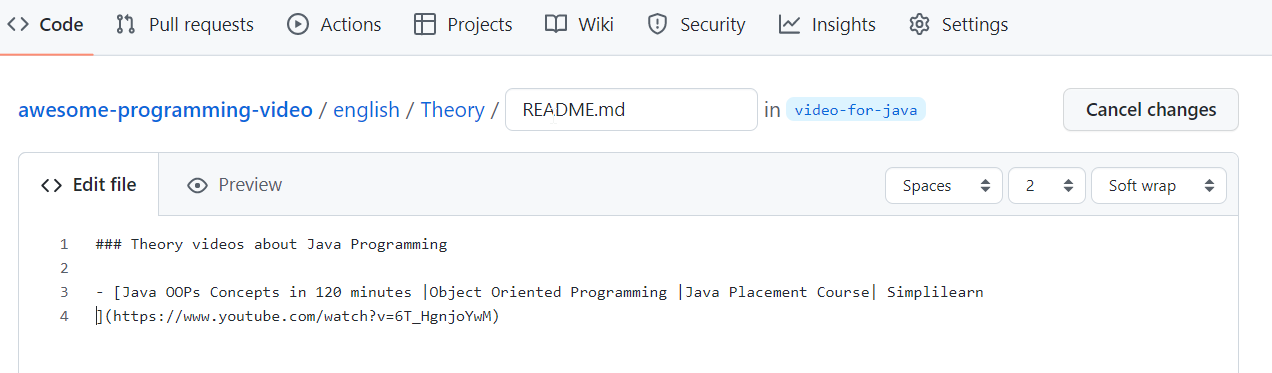 Code Pull requests Actions Projects Wiki Security Insights Settings
awesome-programming-video / english / Theory / README.md in video-for-java Cancel changes
Edit file Preview Spaces 2 Soft wrap
1 ### Theory videos about Java Programming
2
3 - [Java OOPs Concepts in 120 minutes |Object Oriented Programming |Java Placement Course| Simplilearn
4 ](https://www.youtube.com/watch?v=6T_HgnjoYwM)